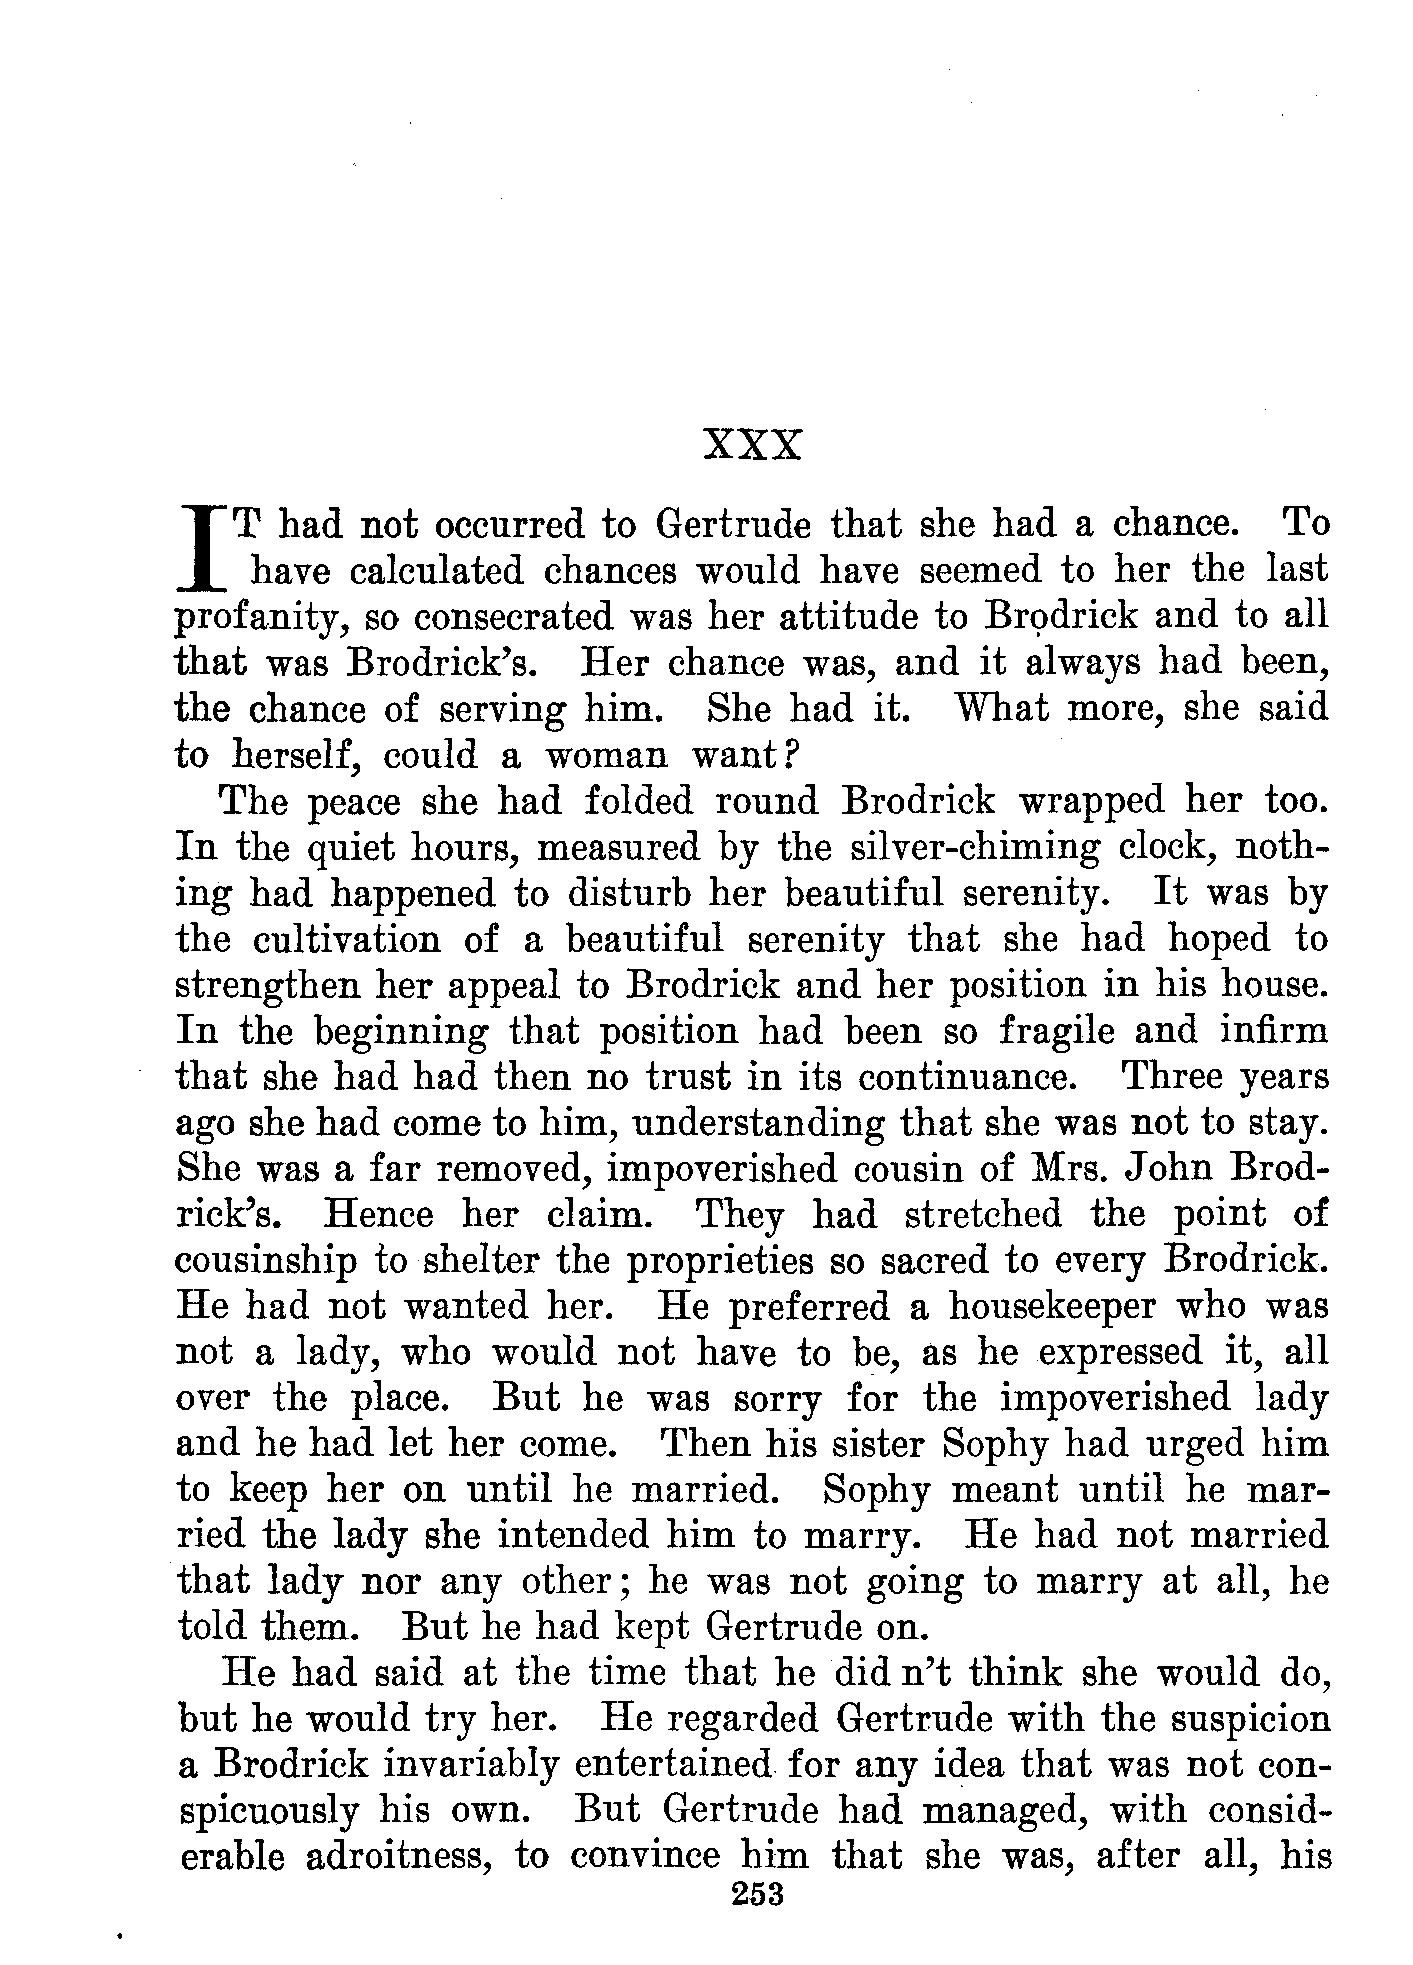 XXX
IT had not occurred to Gertrude that she had a chance. To
have calculated chances would have seemed to her the last
profanity, so consecrated was her attitude to Brodrick and to all
that was Brodrick's. Her chance was, and it always had been,
the chance of serving him. She had it. What more, she said
to herself, could a woman want?
The peace she had folded round Brodrick wrapped her too.
In the quiet hours, measured by the silver-chiming clock, noth-
ing had happened to disturb her beautiful serenity. It was by
the cultivation of a beautiful serenity that she had hoped to
strengthen her appeal to Brodrick and her position in his house.
In the beginning that position had been so fragile and infirm
that she had had then no trust in its continuance. Three years
ago she had come to him, understanding that she was not to stay.
She was a far removed, impoverished cousin of Mrs. John Brod-
rick's. Hence her claim. They had stretched the point of
cousinship to shelter the proprieties so sacred to every Brodrick.
He had not wanted her. He preferred a housekeeper who was
not a lady, who would not have to be, as he expressed it, all
over the place. But he was sorry for the impoverished lady
and he had let her come. Then his sister Sophy had urged him
to keep her on until he married. Sophy meant until he mar-
ried the lady she intended him to marry. He had not married
that lady nor any other; he was not going to marry at all, he
told them. But he had kept Gertrude on.
He had said at the time that he did n't think she would do,
but he would try her. He regarded Gertrude with the suspicion
a Brodrick invariably entertained for any idea that was not con-
spicuously his own. But Gertrude had managed, with consid-
erable adroitness, to convince him that she was, after all, his
253